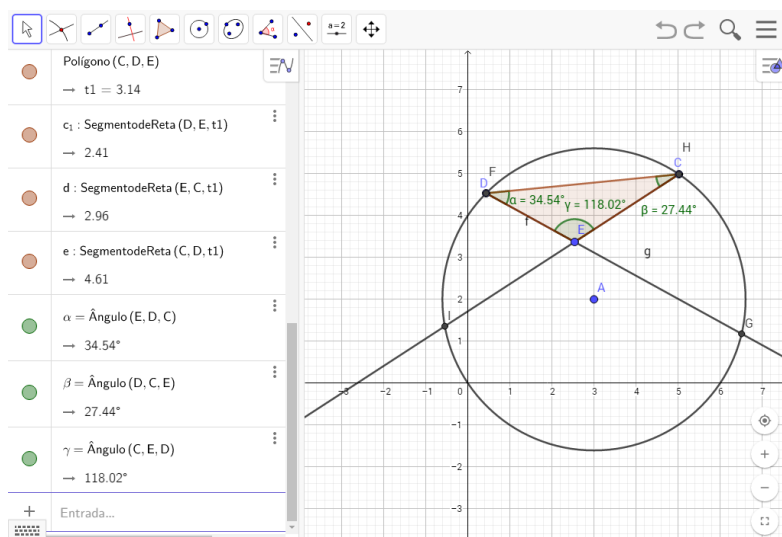 a=2
Polígono (C, D, E)
→ t1 = 3.14
c₁ : SegmentodeReta (D, E, t1)
→ 2.41
d : SegmentodeReta (E, C, t1)
→ 2.96
e : SegmentodeReta (C, D, t1)
→ 4.61
α = Ângulo (E, D, C)
→ 34.54°
β = Ângulo (D, C, E)
→ 27.44°
γ = Ângulo (C, E, D)
→ 118.02°
+ Entrada...
7
6
H
F
C
5
D
α = 34.54°
γ = 118.02°
β = 27.44°
4
f
E
g
3
A
2
I
G
1
−3 −2 −1 0 1 2 3 4 5 6 7
−1
−2
−3